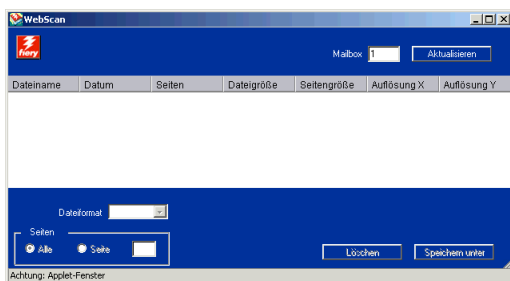 WebScan
fiery
Mailbox 1 Aktualisieren
Dateiname Datum Seiten Dateigröße Seitengröße Auflösung X Auflösung Y
Dateiformat
Seiten
Alle Seite
Löschen Speichern unter
Achtung: Applet-Fenster